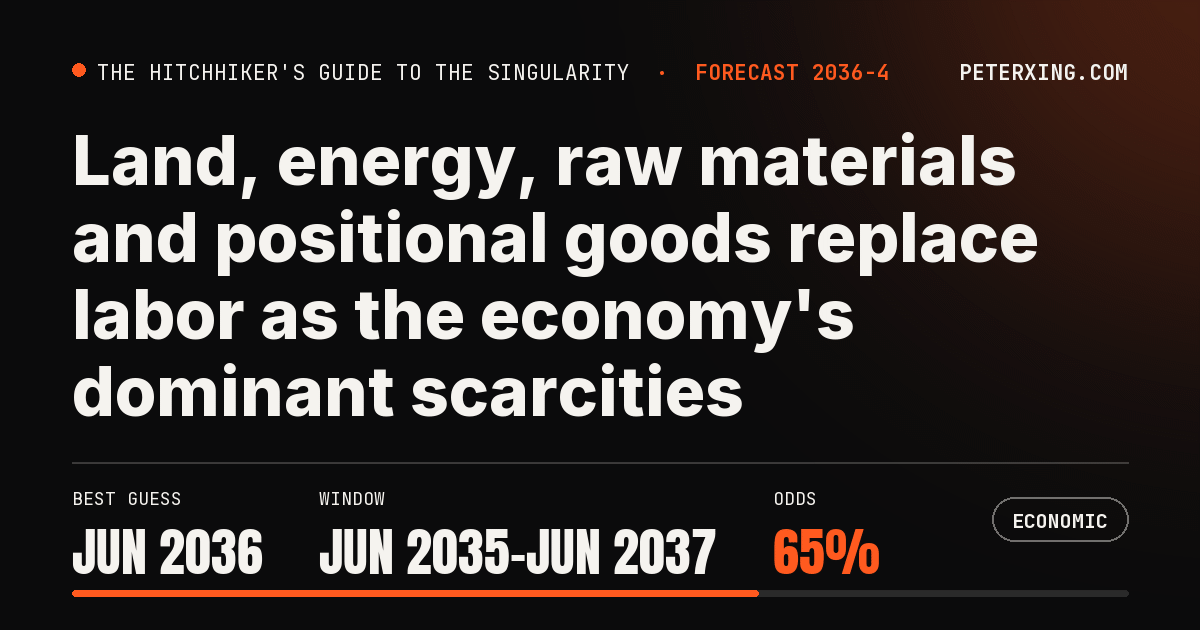 THE HITCHHIKER'S GUIDE TO THE SINGULARITY · FORECAST 2036-4 PETERXING.COM
Land, energy, raw materials
and positional goods replace
labor as the economy's
dominant scarcities
BEST GUESS WINDOW ODDS
JUN 2036 JUN 2035-JUN 2037 65%
ECONOMIC